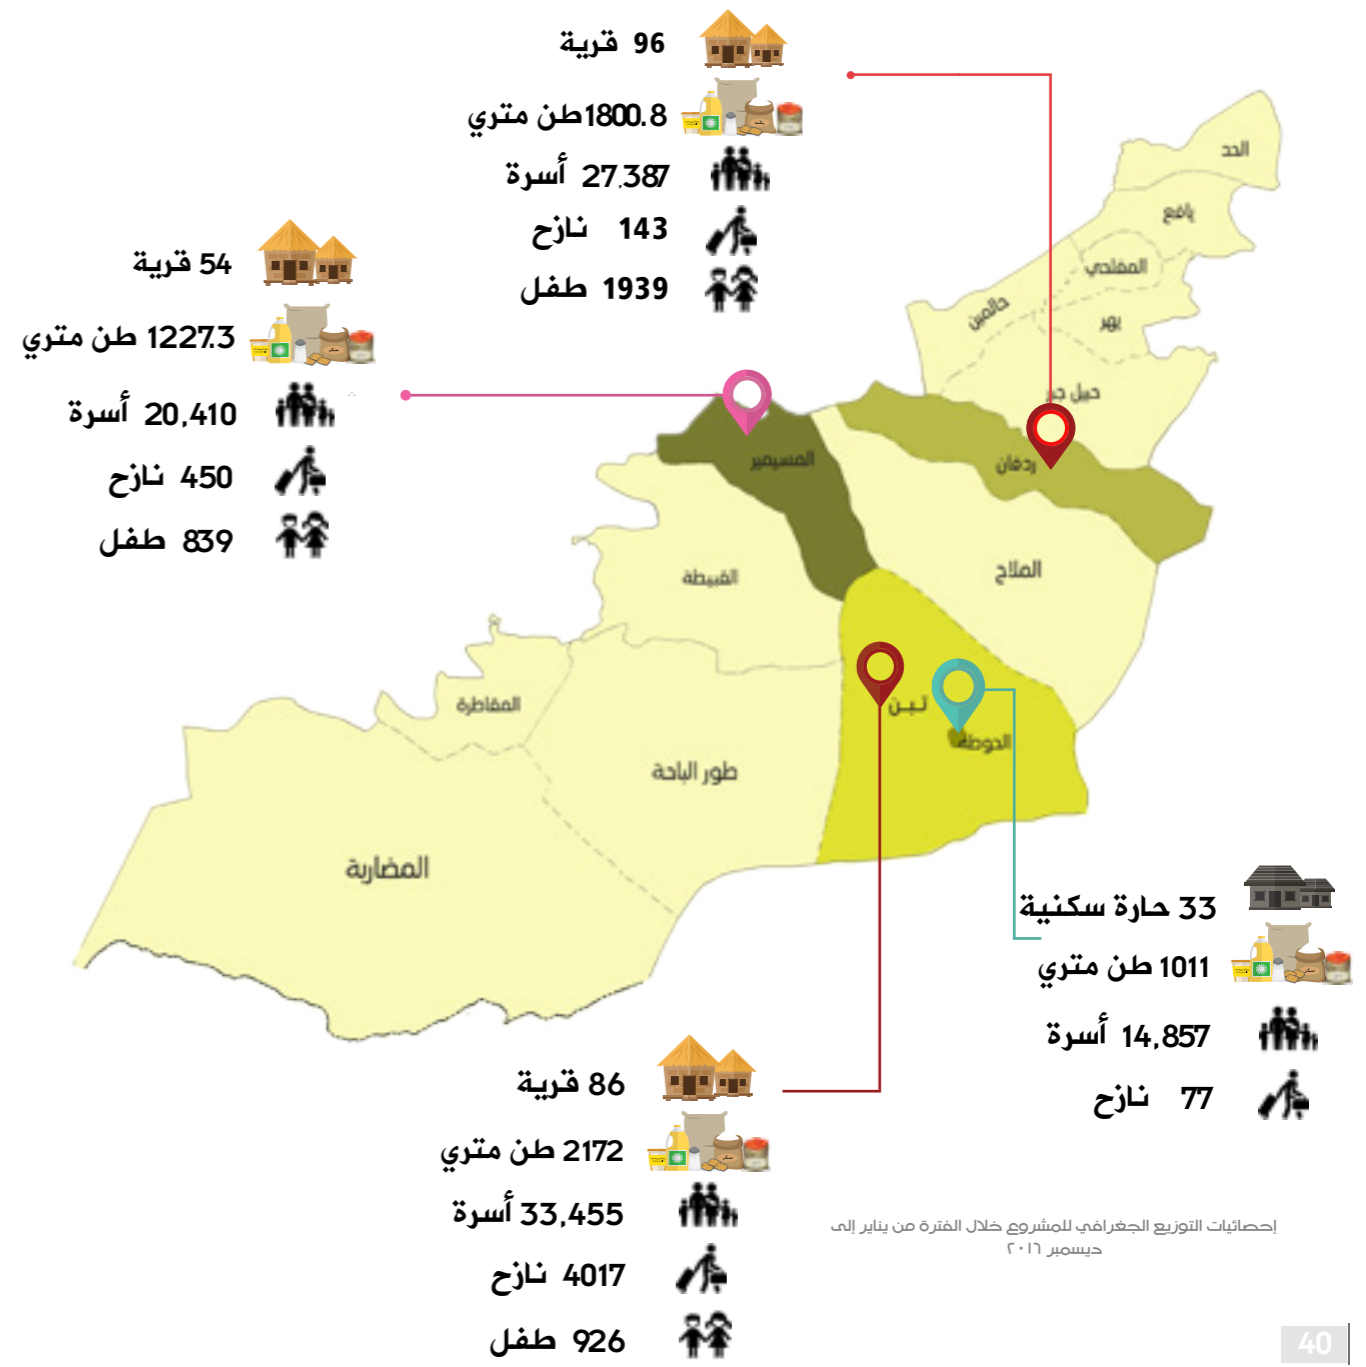 96 قرية
1800.8 طن متري
27,387 أسرة
143 نازح
1939 طفل
54 قرية
1227.3 طن متري
20,410 أسرة
450 نازح
839 طفل
الحد
يافع
المفلحي
حالمين
يهر
حبيل جبر
ردفان
المسيمير
الملاح
القبيطة
تبن
الحوطة
المقاطرة
طور الباحة
المضاربة
33 حارة سكنية
1011 طن متري
14,857 أسرة
77 نازح
86 قرية
2172 طن متري
33,455 أسرة
4017 نازح
926 طفل
إحصائيات التوزيع الجغرافي للمشروع خلال الفترة من يناير إلى
ديسمبر ٢٠١٦
40